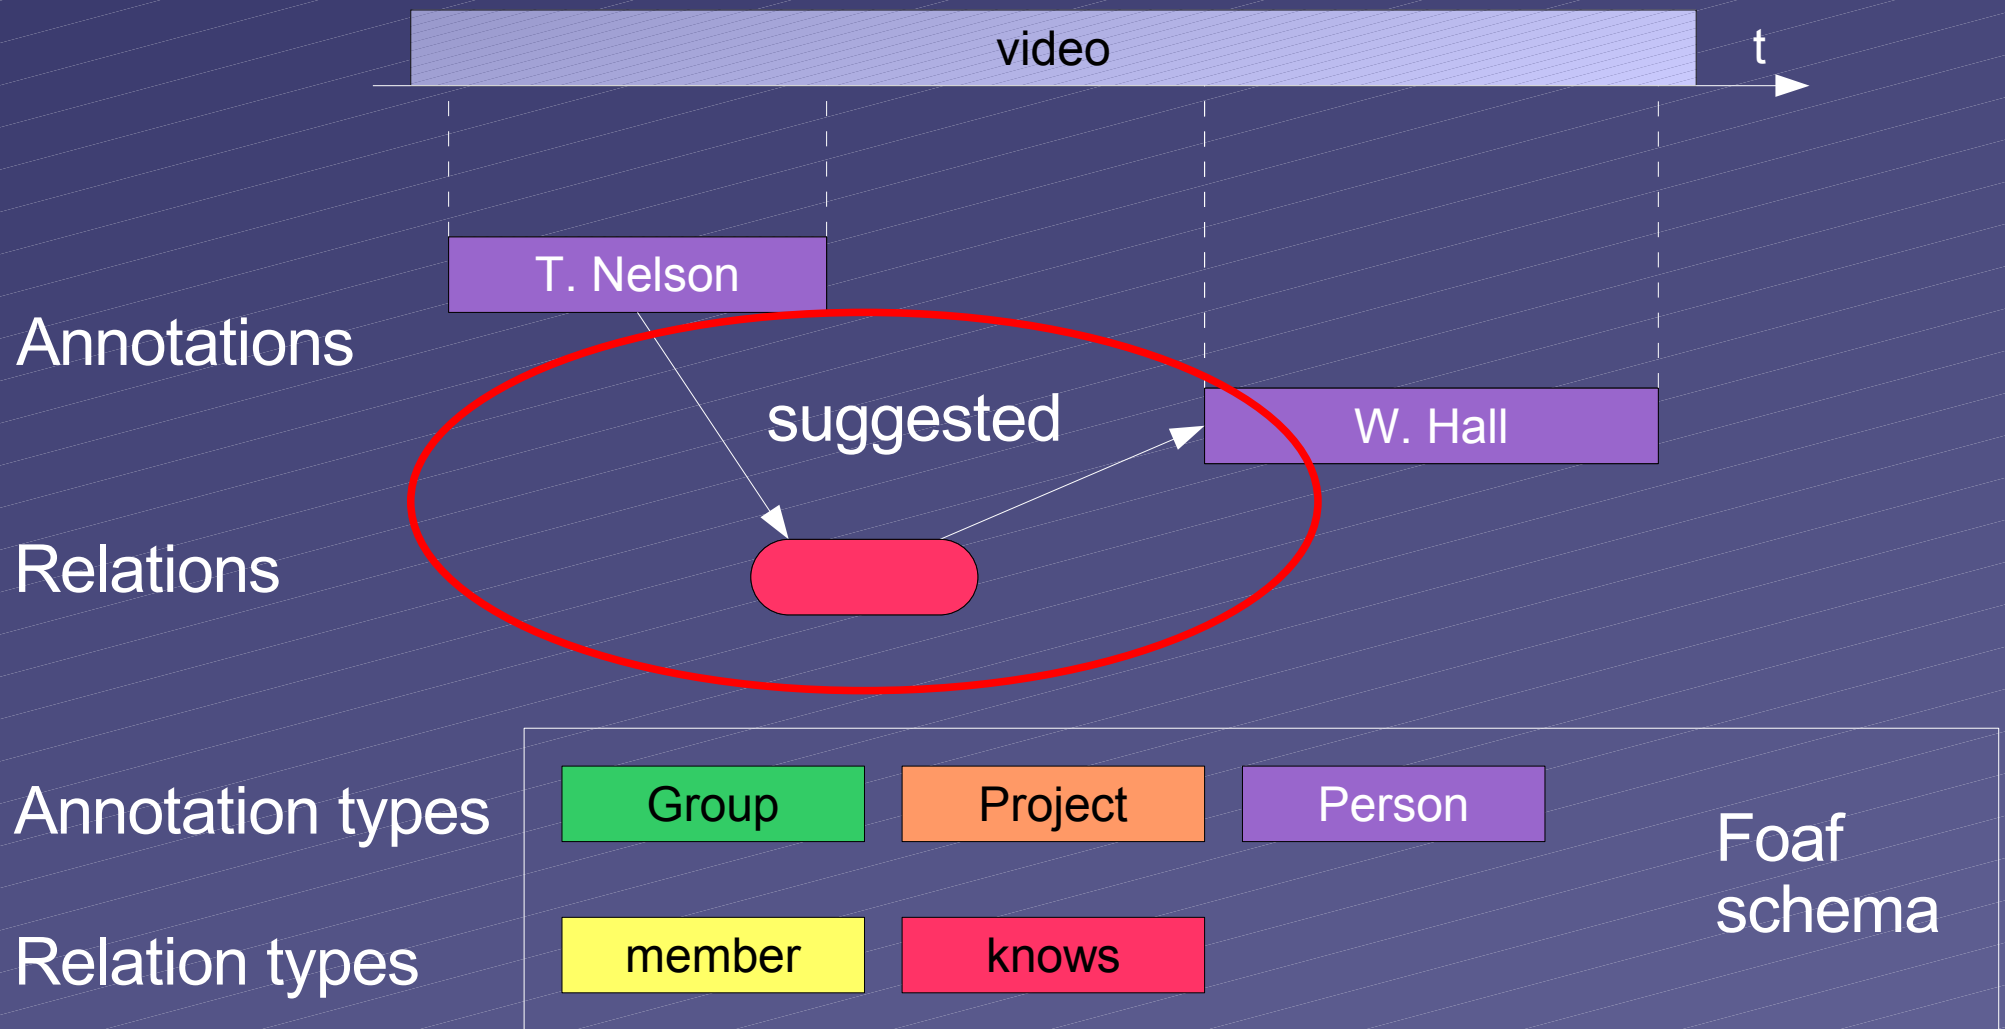 video
t
T. Nelson
Annotations
suggested
W. Hall
Relations
Annotation types
Group
Project
Person
Foaf
schema
Relation types
member
knows